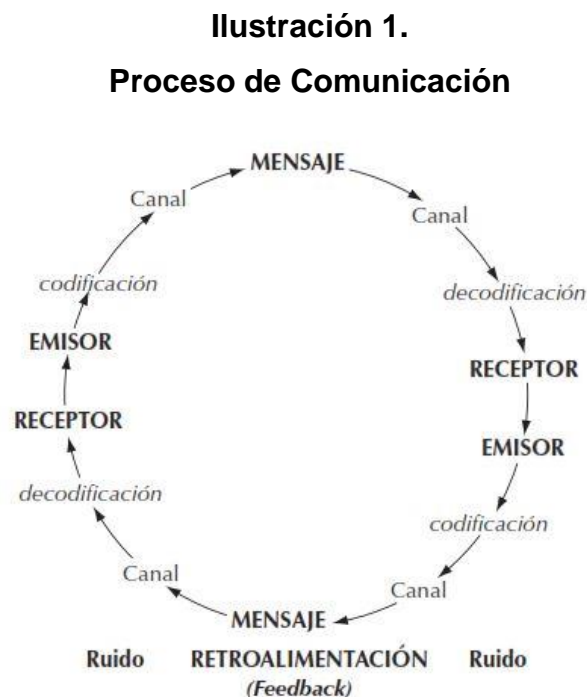 Ilustración 1.
Proceso de Comunicación
MENSAJE
Canal
Canal
codificación
decodificación
EMISOR
RECEPTOR
RECEPTOR
EMISOR
decodificación
codificación
Canal
Canal
MENSAJE
Ruido RETROALIMENTACIÓN Ruido
(Feedback)